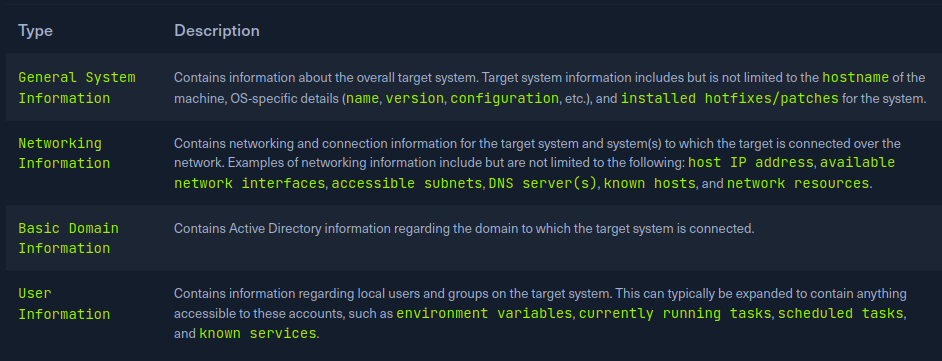 Type Description
General System Information
Contains information about the overall target system. Target system information includes but is not limited to the hostname of the
machine, OS-specific details (name, version, configuration, etc.), and installed hotfixes/patches for the system.
Networking Information
Contains networking and connection information for the target system and system(s) to which the target is connected over the
network. Examples of networking information include but are not limited to the following: host IP address, available
network interfaces, accessible subnets, DNS server(s), known hosts, and network resources.
Basic Domain Information
Contains Active Directory information regarding the domain to which the target system is connected.
User Information
Contains information regarding local users and groups on the target system. This can typically be expanded to contain anything
accessible to these accounts, such as environment variables, currently running tasks, scheduled tasks,
and known services.